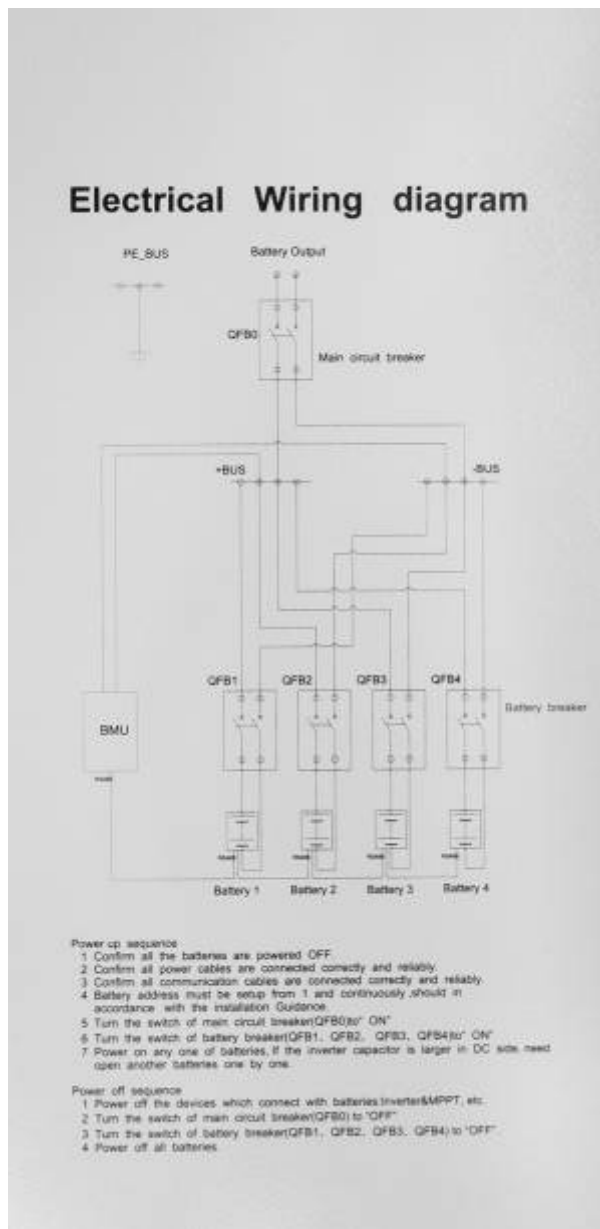 Electrical Wiring diagram
PE_BUS
Battery Output
QFB0
Main circuit breaker
+BUS
-BUS
QFB1
QFB2
QFB3
QFB4
Battery breaker
BMU
Battery 1
Battery 2
Battery 3
Battery 4
Power up sequence
1 Confirm all the batteries are powered OFF.
2 Confirm all power cables are connected correctly and reliably.
3 Confirm all communication cables are connected correctly and reliably.
4 Battery address must be setup from 1 and continuously ,should in
accordance with the installation Guidance.
5 Turn the switch of main circuit breaker(QFB0)to" ON"
6 Turn the switch of battery breaker(QFB1、QFB2、 QFB3、QFB4)to" ON"
7 Power on any one of batteries, If the inverter capacitor is larger in DC side, need
open another batteries one by one.
Power off sequence
1 Power off the devices which connect with batteries:Inverter&MPPT, etc.
2 Turn the switch of main circuit breaker(QFB0) to "OFF"
3 Turn the switch of battery breaker(QFB1、QFB2、 QFB3、QFB4) to "OFF"
4 Power off all batteries.